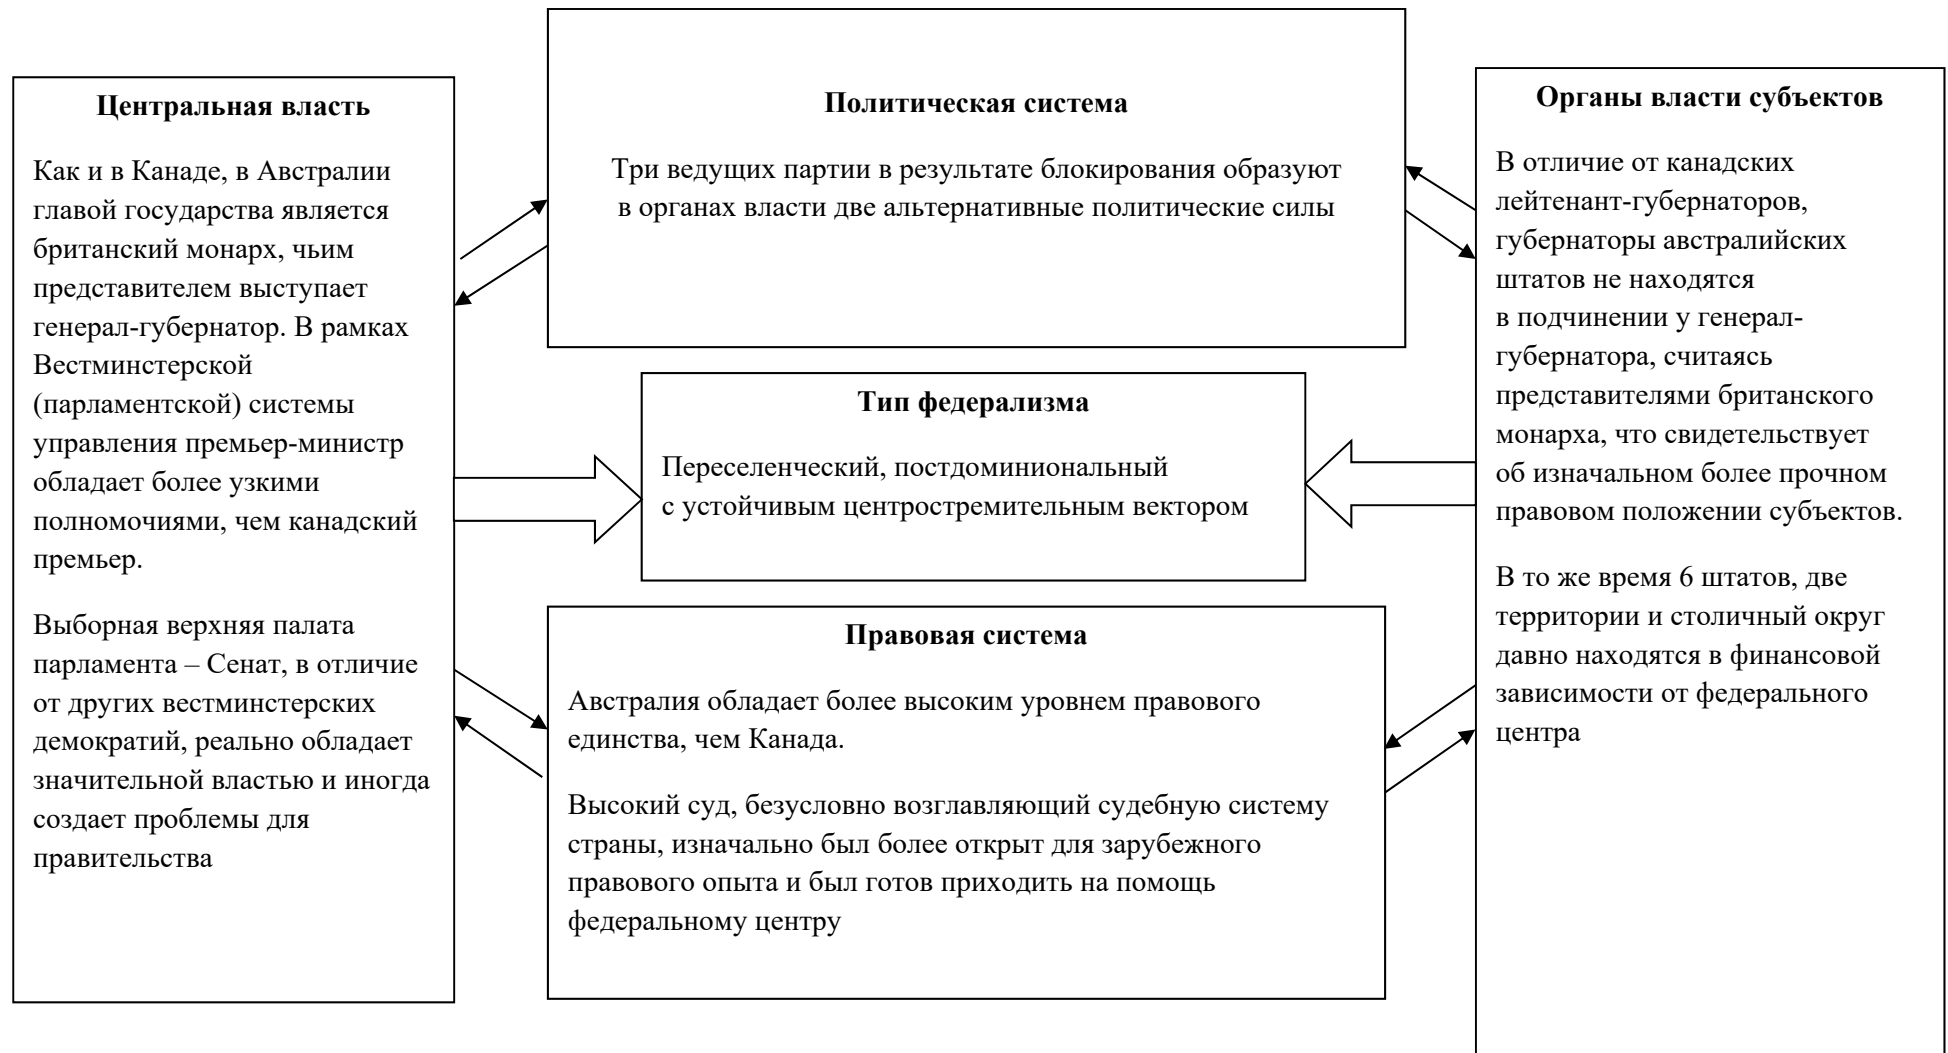 Центральная власть
Как и в Канаде, в Австралии
главой государства является
британский монарх, чьим
представителем выступает
генерал-губернатор. В рамках
Вестминстерской
(парламентской) системы
управления премьер-министр
обладает более узкими
полномочиями, чем канадский
премьер.
Выборная верхняя палата
парламента – Сенат, в отличие
от других вестминстерских
демократий, реально обладает
значительной властью и иногда
создает проблемы для
правительства
Политическая система
Три ведущих партии в результате блокирования образуют
в органах власти две альтернативные политические силы
Тип федерализма
Переселенческий, постдоминиональный
с устойчивым центростремительным вектором
Правовая система
Австралия обладает более высоким уровнем правового
единства, чем Канада.
Высокий суд, безусловно возглавляющий судебную систему
страны, изначально был более открыт для зарубежного
правового опыта и был готов приходить на помощь
федеральному центру
Органы власти субъектов
В отличие от канадских
лейтенант-губернаторов,
губернаторы австралийских
штатов не находятся
в подчинении у генерал-
губернатора, считаясь
представителями британского
монарха, что свидетельствует
об изначальном более прочном
правовом положении субъектов.
В то же время 6 штатов, две
территории и столичный округ
давно находятся в финансовой
зависимости от федерального
центра